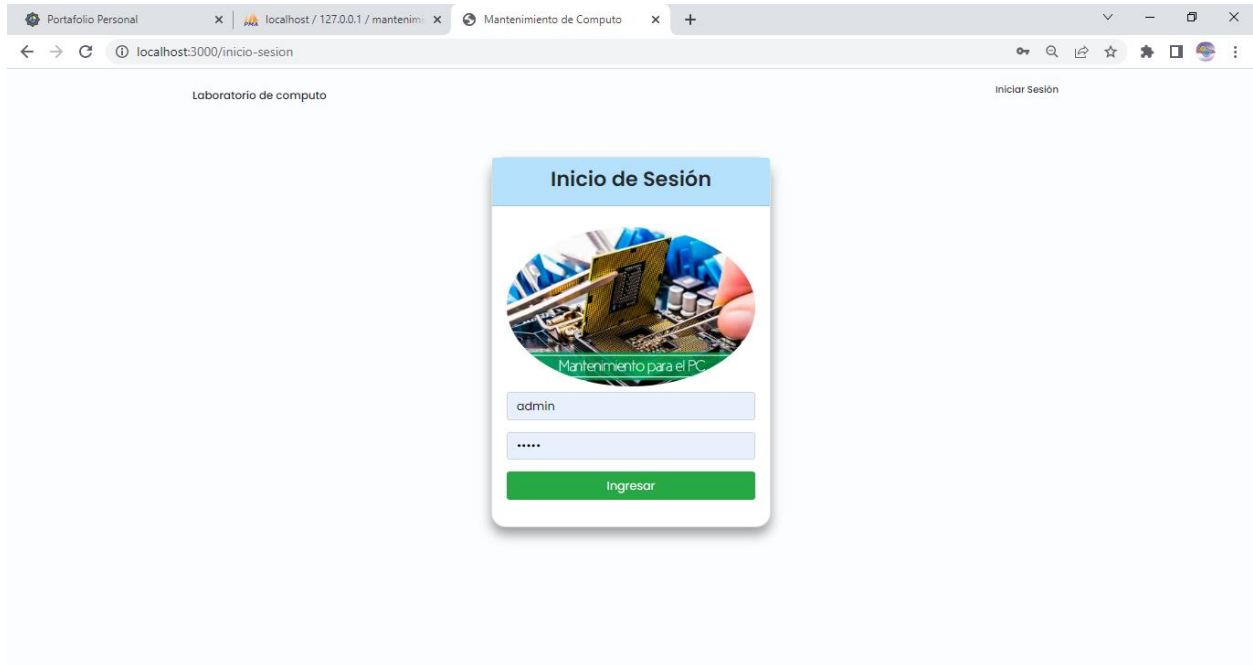 Portafolio Personal
localhost / 127.0.0.1 / mantenimi
Mantenimiento de Computo
localhost:3000/inicio-sesion
Laboratorio de computo
Iniciar Sesión
Inicio de Sesión
Mantenimiento para el PC
admin
•••••
Ingresar